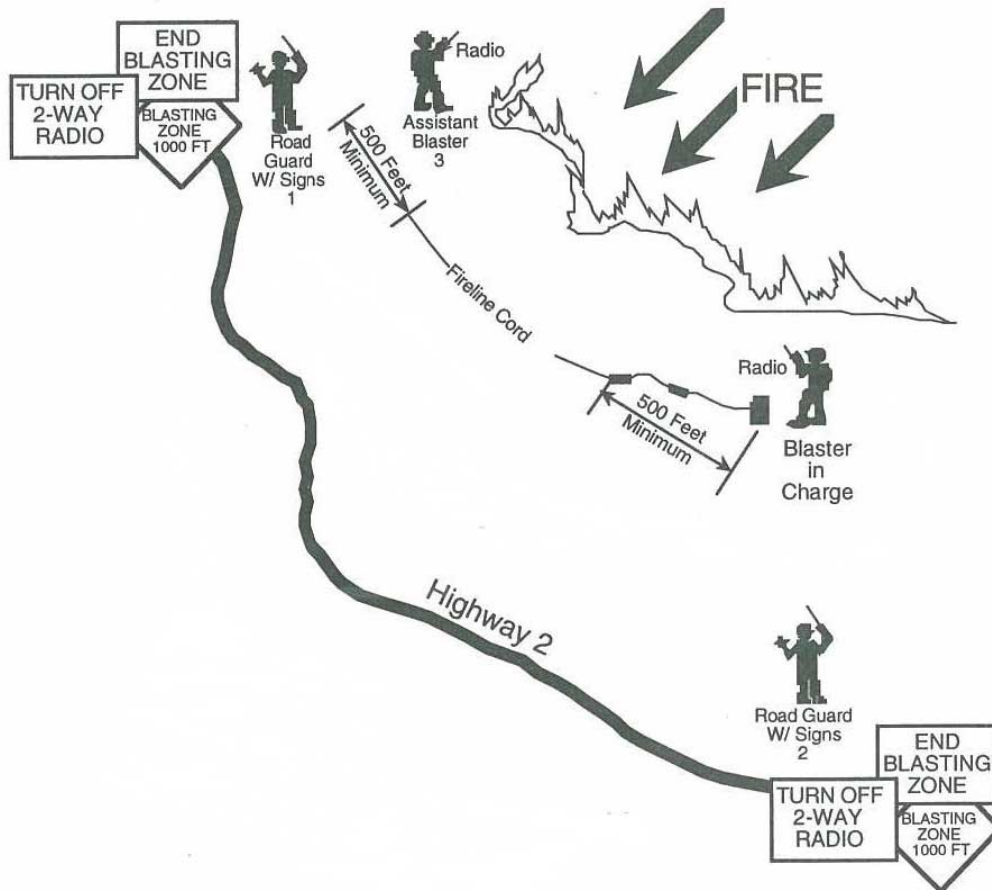 END
BLASTING
ZONE
TURN OFF
2-WAY
RADIO
BLASTING
ZONE
1000 FT
Road
Guard
W/ Signs
1
Radio
Assistant
Blaster
3
FIRE
500 Feet
Minimum
Fireline Cord
Radio
500 Feet
Minimum
Blaster
in
Charge
Highway 2
Road Guard
W/ Signs
2
END
BLASTING
ZONE
TURN OFF
2-WAY
RADIO
BLASTING
ZONE
1000 FT